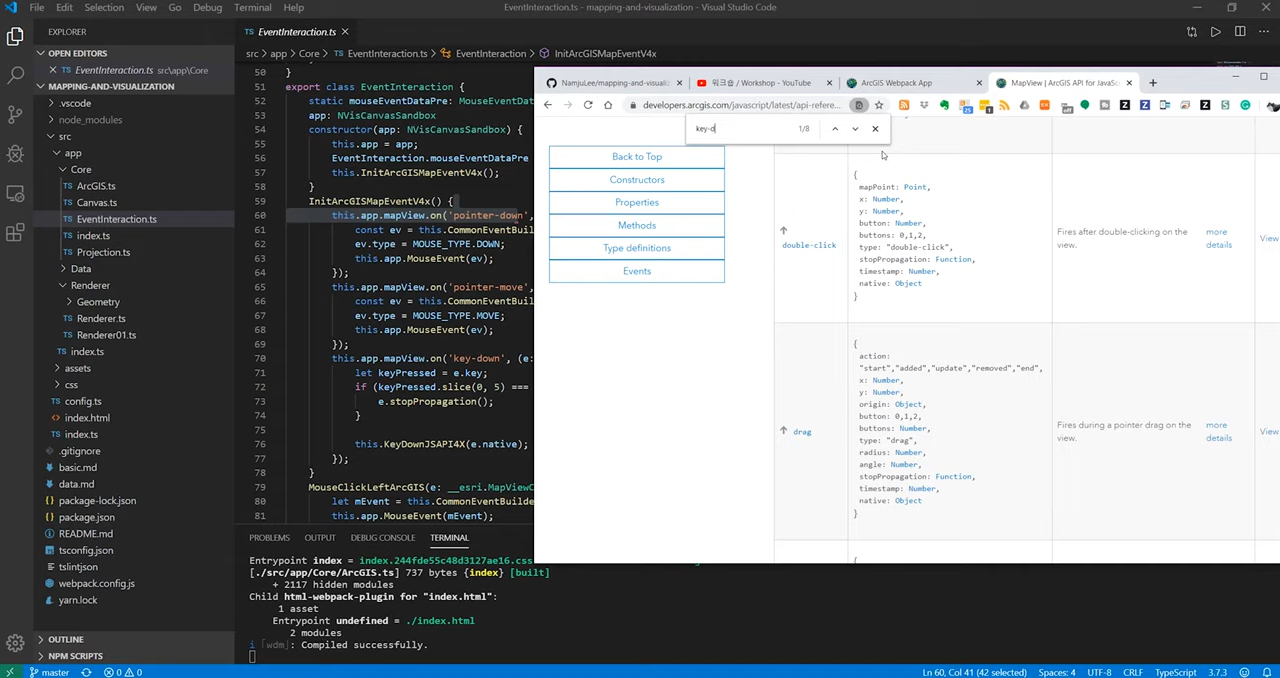 File Edit Selection View Go Debug Terminal Help
EventInteraction.ts - mapping-and-visualization - Visual Studio Code
EXPLORER
OPEN EDITORS
EventInteraction.ts src\app\Core
MAPPING-AND-VISUALIZATION
.vscode
node_modules
src
app
Core
ArcGIS.ts
Canvas.ts
EventInteraction.ts
index.ts
Projection.ts
Data
Renderer
Geometry
Renderer.ts
Renderer01.ts
index.ts
assets
css
config.ts
index.html
index.ts
.gitignore
basic.md
data.md
package-lock.json
package.json
README.md
tsconfig.json
tslintjson
webpack.config.js
yarn.lock
OUTLINE
NPM SCRIPTS
EventInteraction.ts
src > app > Core > EventInteraction.ts > EventInteraction > InitArcGISMapEventV4x
50 }
51 export class EventInteraction {
52 static mouseEventDataPre: MouseEventDat
53 app: NVisCanvasSandbox
54 constructor(app: NVisCanvasSandbox) {
55 this.app = app;
56 EventInteraction.mouseEventDataPre
57 this.InitArcGISMapEventV4x();
58 }
59 InitArcGISMapEventV4x() {
60 this.app.mapView.on('pointer-down',
61 const ev = this.CommonEventBuil
62 ev.type = MOUSE_TYPE.DOWN;
63 this.app.MouseEvent(ev);
64 });
65 this.app.mapView.on('pointer-move',
66 const ev = this.CommonEventBuil
67 ev.type = MOUSE_TYPE.MOVE;
68 this.app.MouseEvent(ev);
69 });
70 this.app.mapView.on('key-down', (e:
71 let keyPressed = e.key;
72 if (keyPressed.slice(0, 5) ===
73 e.stopPropagation();
74 }
75
76 this.KeyDownJSAPI4X(e.native);
77 });
78 }
79 MouseClickLeftArcGIS(e: __esri.MapViewC
80 let mEvent = this.CommonEventBuilde
81 this.app.MouseEvent(mEvent);
PROBLEMS OUTPUT DEBUG CONSOLE TERMINAL
Entrypoint index = index.244fde55c48d3127ae16.css
[./src/app/Core/ArcGIS.ts] 737 bytes {index} [built]
+ 2117 hidden modules
Child html-webpack-plugin for "index.html":
1 asset
Entrypoint undefined = ./index.html
2 modules
i ｢wdm｣: Compiled successfully.
NamjuLee/mapping-and-visualiz
워크숍 / Workshop - YouTube
ArcGIS Webpack App
MapView | ArcGIS API for JavaSc
developers.arcgis.com/javascript/latest/api-refere...
key-d 1/8
Back to Top
Constructors
Properties
Methods
Type definitions
Events
double-click
{
mapPoint: Point,
x: Number,
y: Number,
button: Number,
buttons: 0,1,2,
type: "double-click",
stopPropagation: Function,
timestamp: Number,
native: Object
}
Fires after double-clicking on the
view.
more
details
View
drag
{
action:
"start","added","update","removed","end",
x: Number,
y: Number,
origin: Object,
button: 0,1,2,
buttons: Number,
type: "drag",
radius: Number,
angle: Number,
stopPropagation: Function,
timestamp: Number,
native: Object
}
Fires during a pointer drag on the
view.
more
details
View
{
master 0 0 Ln 60, Col 41 (42 selected) Spaces: 4 UTF-8 CRLF TypeScript 3.7.3